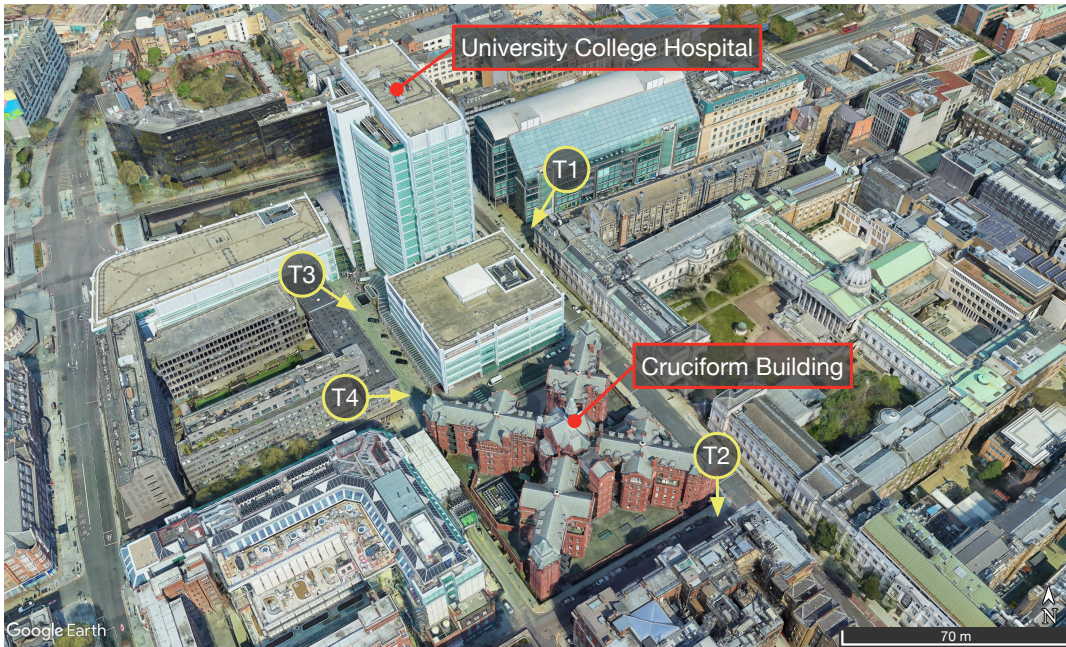 University College Hospital
T1
T3
Cruciform Building
T4
T2
N
Google Earth
70 m